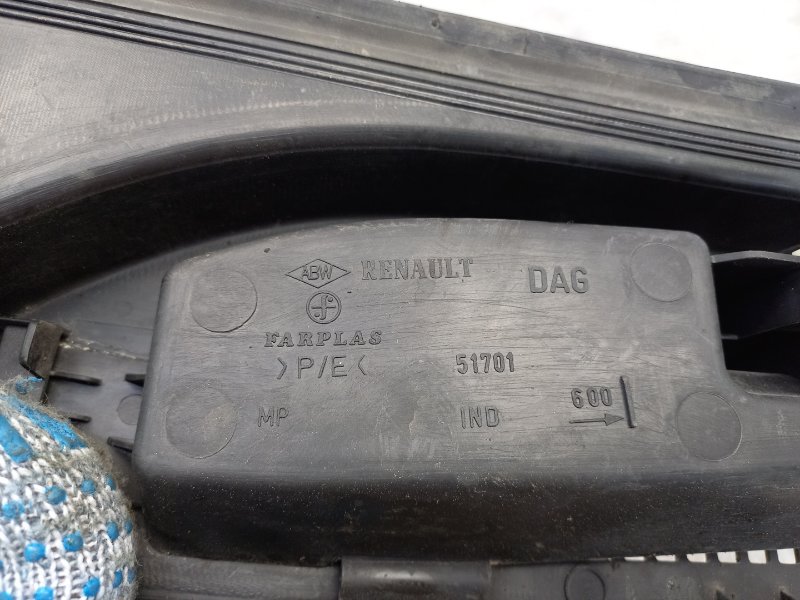 ABW RENAULT DAG
FARPLAS
>P/E< 51701
MP IND 600